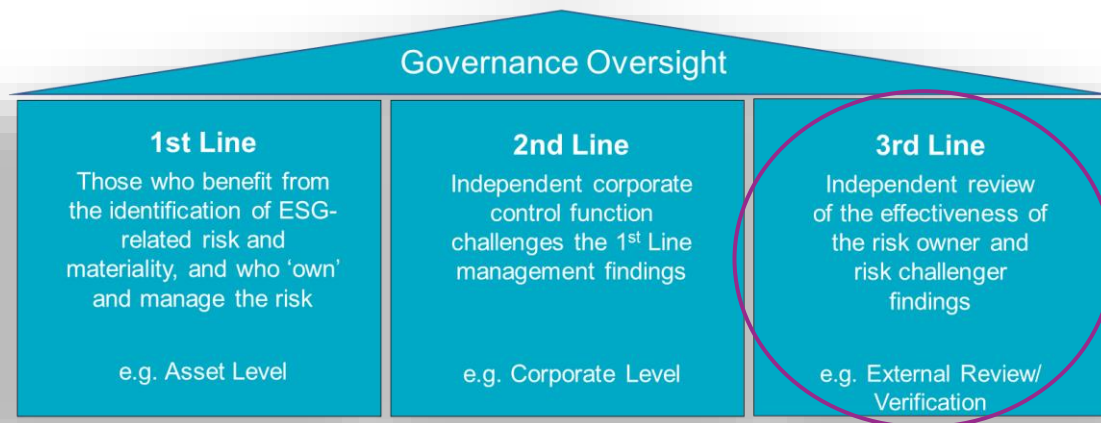 Governance Oversight
1st Line
Those who benefit from
the identification of ESG-
related risk and
materiality, and who ‘own’
and manage the risk
e.g. Asset Level
2nd Line
Independent corporate
control function
challenges the 1st Line
management findings
e.g. Corporate Level
3rd Line
Independent review
of the effectiveness of
the risk owner and
risk challenger
findings
e.g. External Review/
Verification